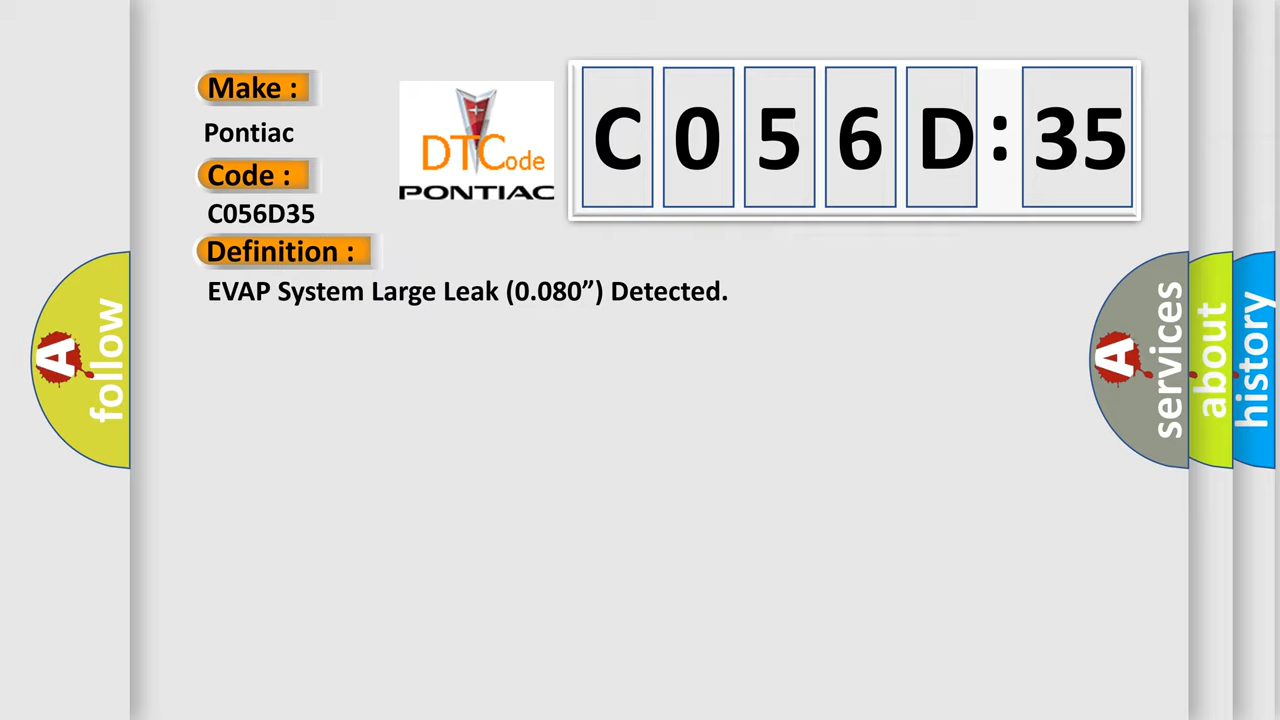 Make :
Pontiac
Code :
C056D35
Definition :
EVAP System Large Leak (0.080”) Detected.
DTCode
PONTIAC
C056D:35
A follow
A services
about
history